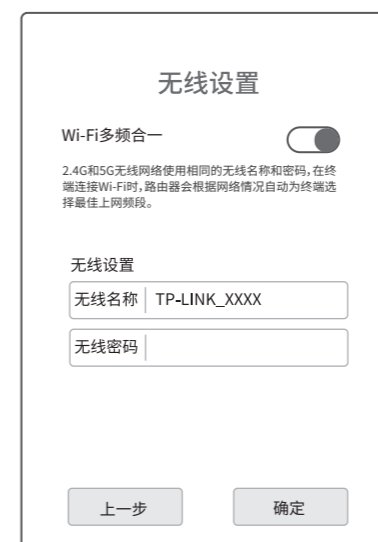 无线设置
Wi-Fi多频合一
2.4G和5G无线网络使用相同的无线名称和密码,在终
端连接Wi-Fi时,路由器会根据网络情况自动为终端选
择最佳上网频段。
无线设置
无线名称 TP-LINK_XXXX
无线密码
上一步 确定